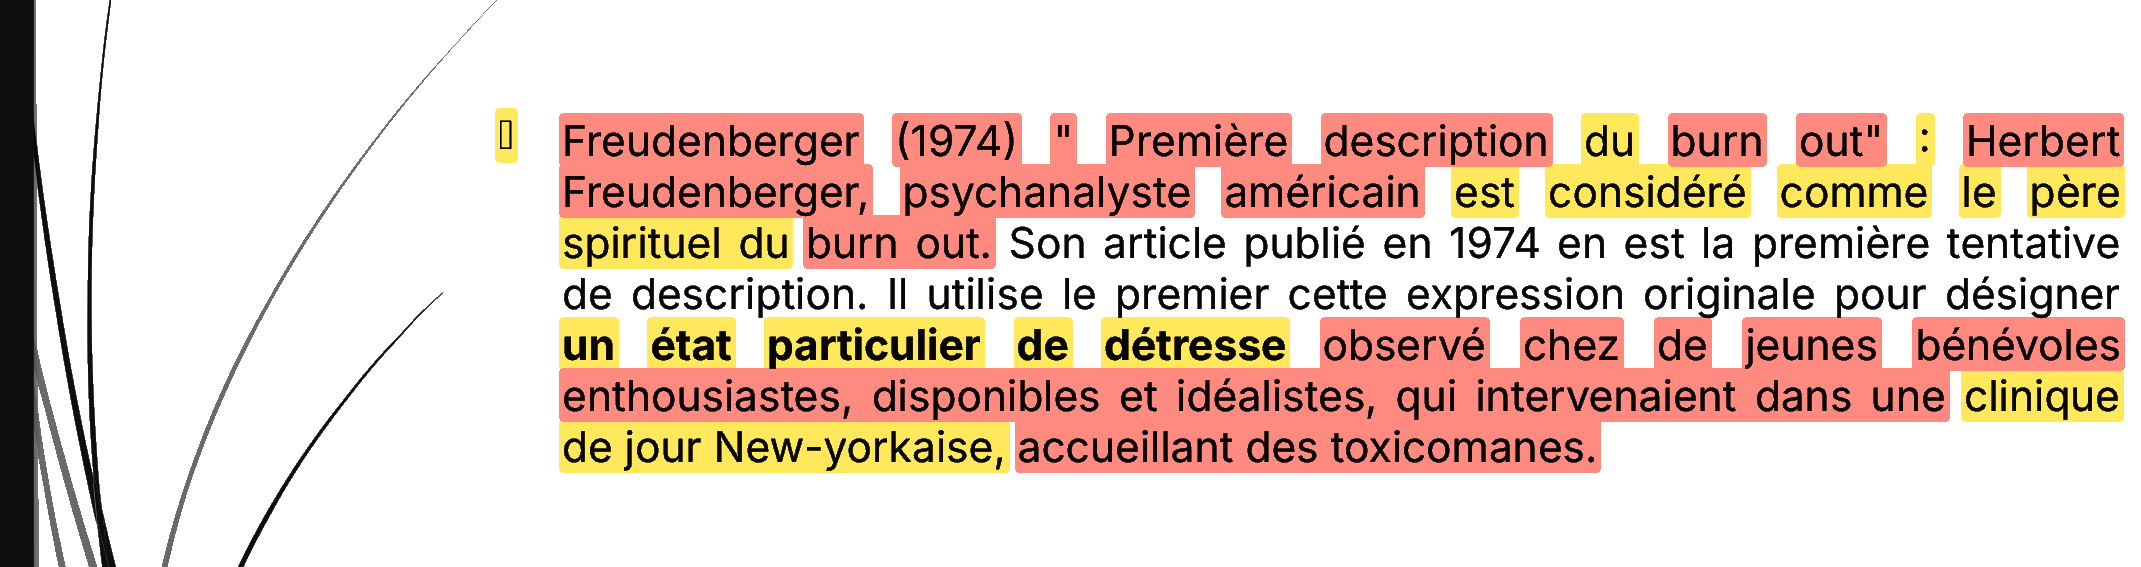 ▯ Freudenberger (1974) " Première description du burn out" : Herbert
Freudenberger, psychanalyste américain est considéré comme le père
spirituel du burn out. Son article publié en 1974 en est la première tentative
de description. Il utilise le premier cette expression originale pour désigner
un état particulier de détresse observé chez de jeunes bénévoles
enthousiastes, disponibles et idéalistes, qui intervenaient dans une clinique
de jour New-yorkaise, accueillant des toxicomanes.